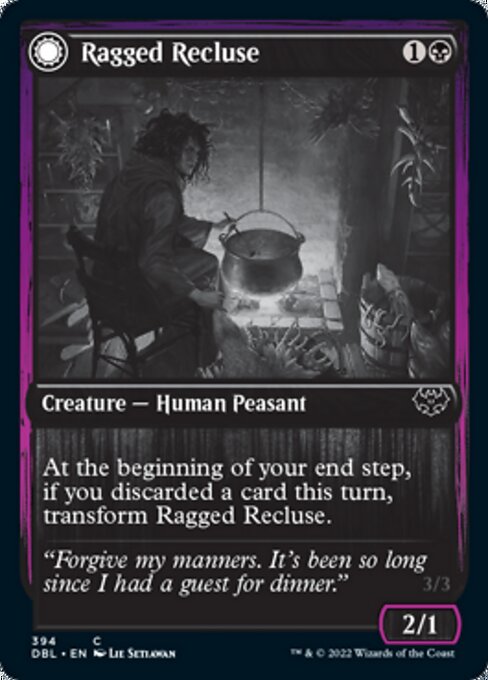 Ragged Recluse 1
Creature — Human Peasant
At the beginning of your end step,
if you discarded a card this turn,
transform Ragged Recluse.
“Forgive my manners. It’s been so long
since I had a guest for dinner.”
3/3
2/1
394 C
DBL • EN Lie Setiawan
™ & © 2022 Wizards of the Coast